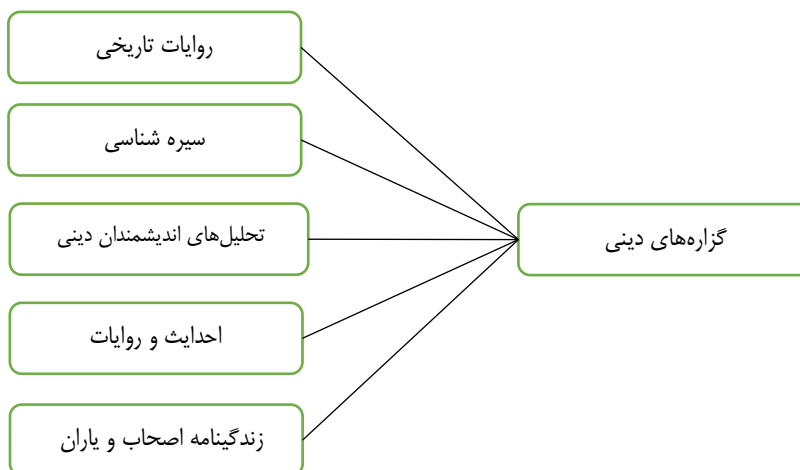 گزاره‌های دینی
روایات تاریخی
سیره شناسی
تحلیل‌های اندیشمندان دینی
احدایث و روایات
زندگینامه اصحاب و یاران